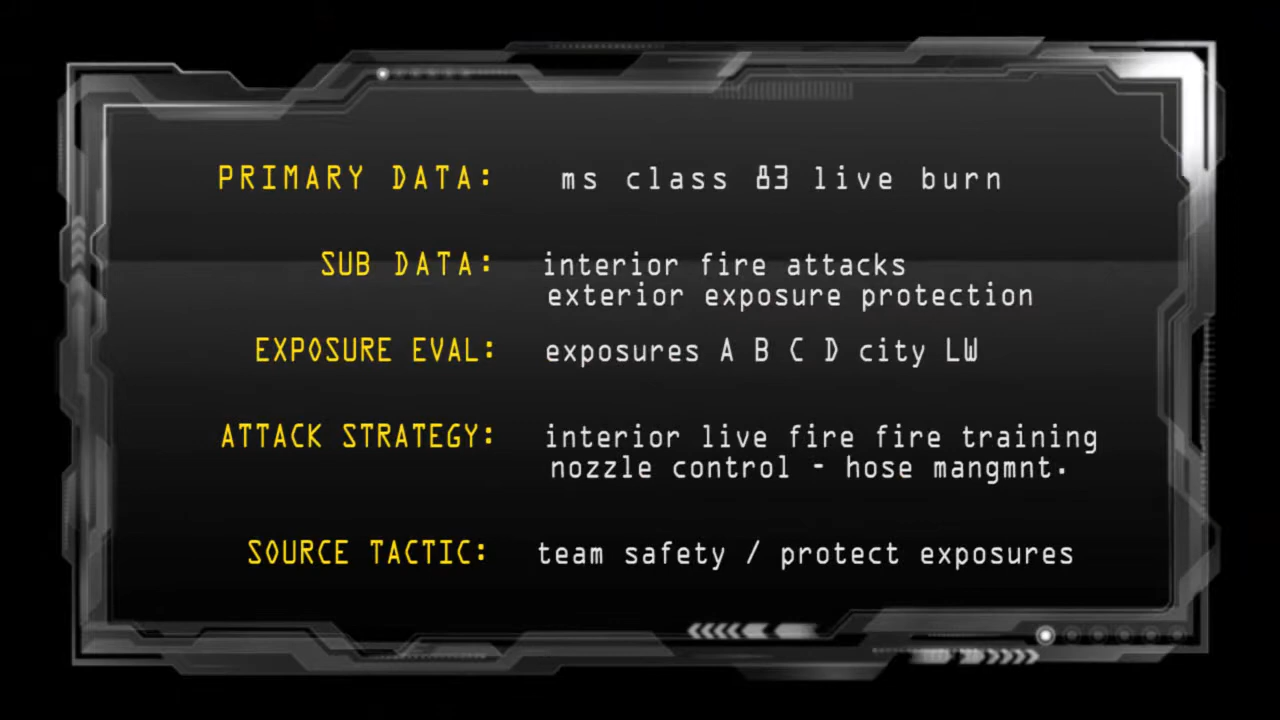 PRIMARY DATA: ms class 83 live burn
SUB DATA: interior fire attacks
exterior exposure protection
EXPOSURE EVAL: exposures A B C D city LW
ATTACK STRATEGY: interior live fire fire training
nozzle control - hose mangmnt.
SOURCE TACTIC: team safety / protect exposures